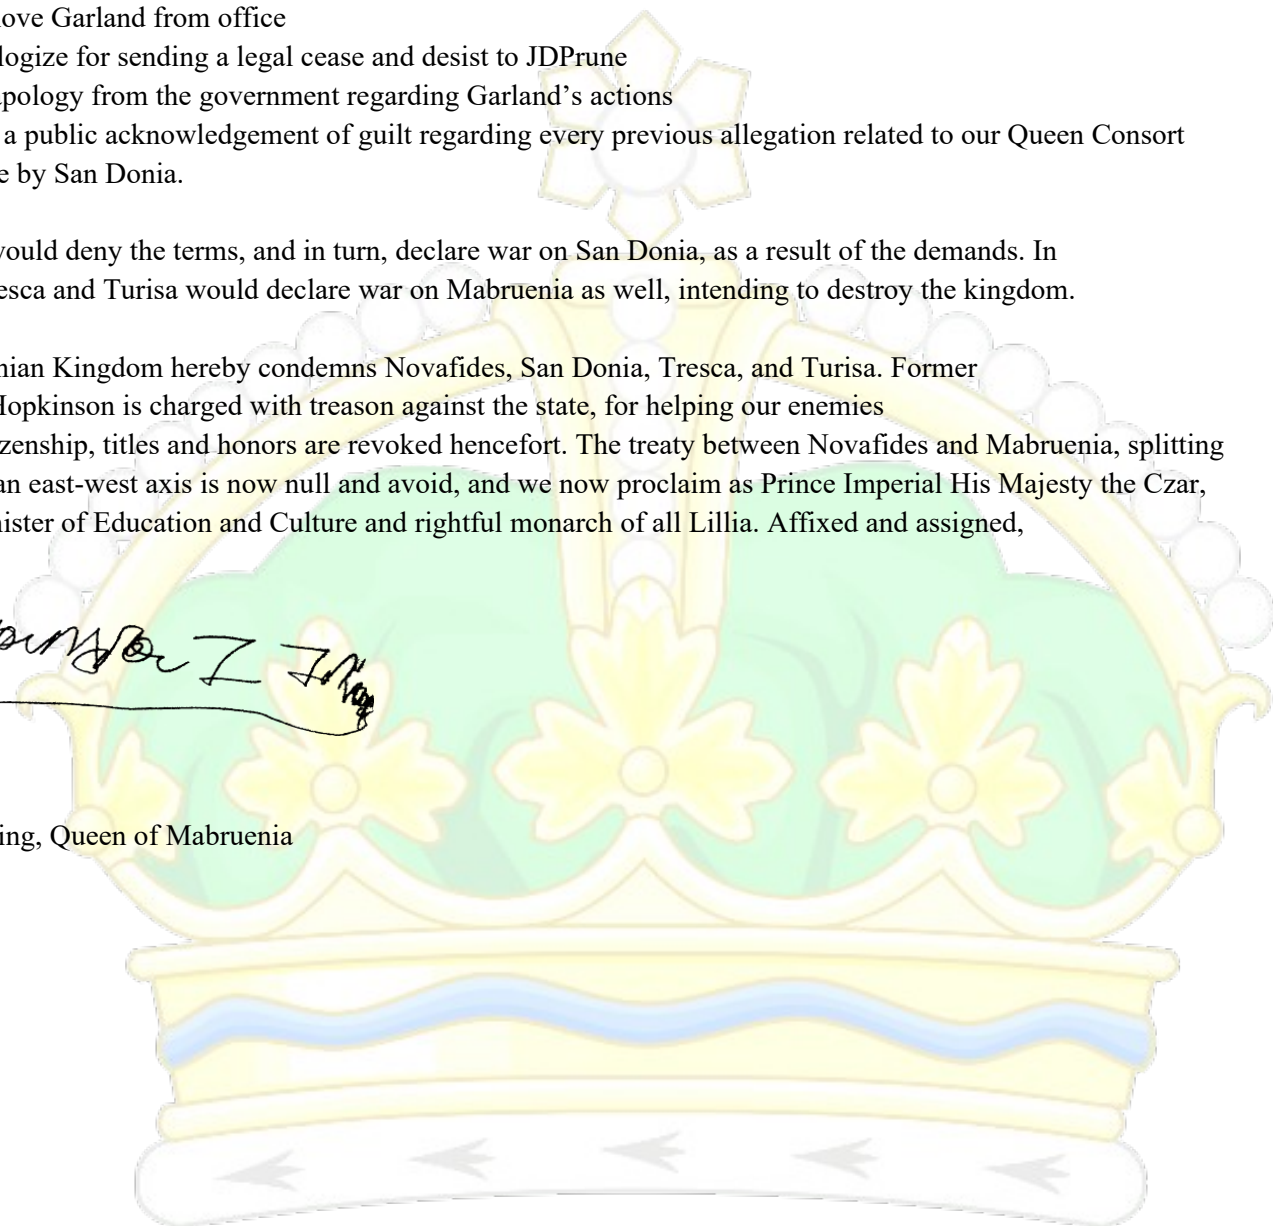 ove Garland from office
logize for sending a legal cease and desist to JDPrune
pology from the government regarding Garland’s actions
a public acknowledgement of guilt regarding every previous allegation related to our Queen Consort
e by San Donia.
vould deny the terms, and in turn, declare war on San Donia, as a result of the demands. In
esca and Turisa would declare war on Mabruenia as well, intending to destroy the kingdom.
nian Kingdom hereby condemns Novafides, San Donia, Tresca, and Turisa. Former
Hopkinson is charged with treason against the state, for helping our enemies
zenship, titles and honors are revoked hencefort. The treaty between Novafides and Mabruenia, splitting
an east-west axis is now null and avoid, and we now proclaim as Prince Imperial His Majesty the Czar,
nister of Education and Culture and rightful monarch of all Lillia. Affixed and assigned,
ing, Queen of Mabruenia